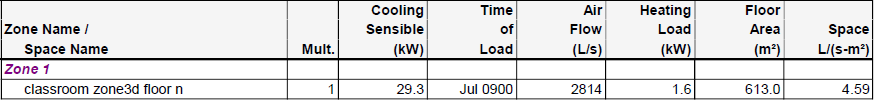 Cooling Time Air Heating Floor
Zone Name / Sensible of Flow Load Area Space
Space Name Mult. (kW) Load (L/s) (kW) (m²) L/(s-m²)
Zone 1
classroom zone3d floor n 1 29.3 Jul 0900 2814 1.6 613.0 4.59